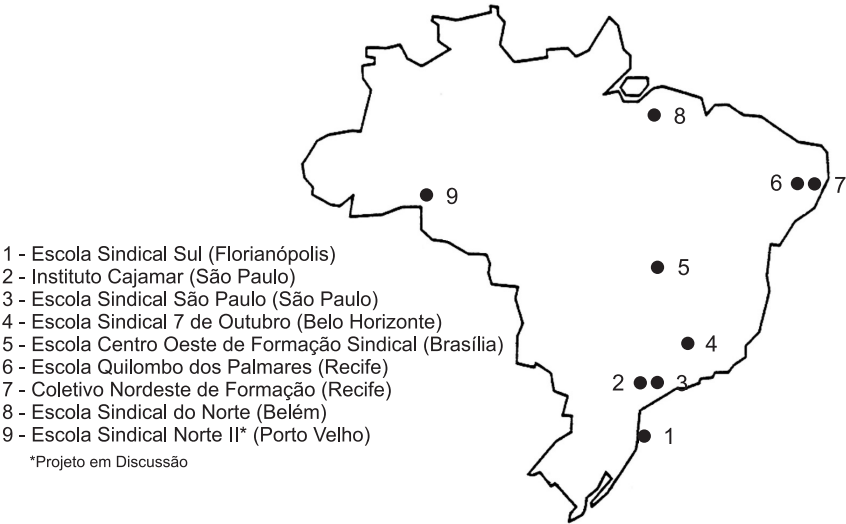 8
6
7
9
1 - Escola Sindical Sul (Florianópolis)
2 - Instituto Cajamar (São Paulo)
3 - Escola Sindical São Paulo (São Paulo)
4 - Escola Sindical 7 de Outubro (Belo Horizonte)
5 - Escola Centro Oeste de Formação Sindical (Brasília)
6 - Escola Quilombo dos Palmares (Recife)
7 - Coletivo Nordeste de Formação (Recife)
8 - Escola Sindical do Norte (Belém)
9 - Escola Sindical Norte II* (Porto Velho)
*Projeto em Discussão
5
4
2
3
1